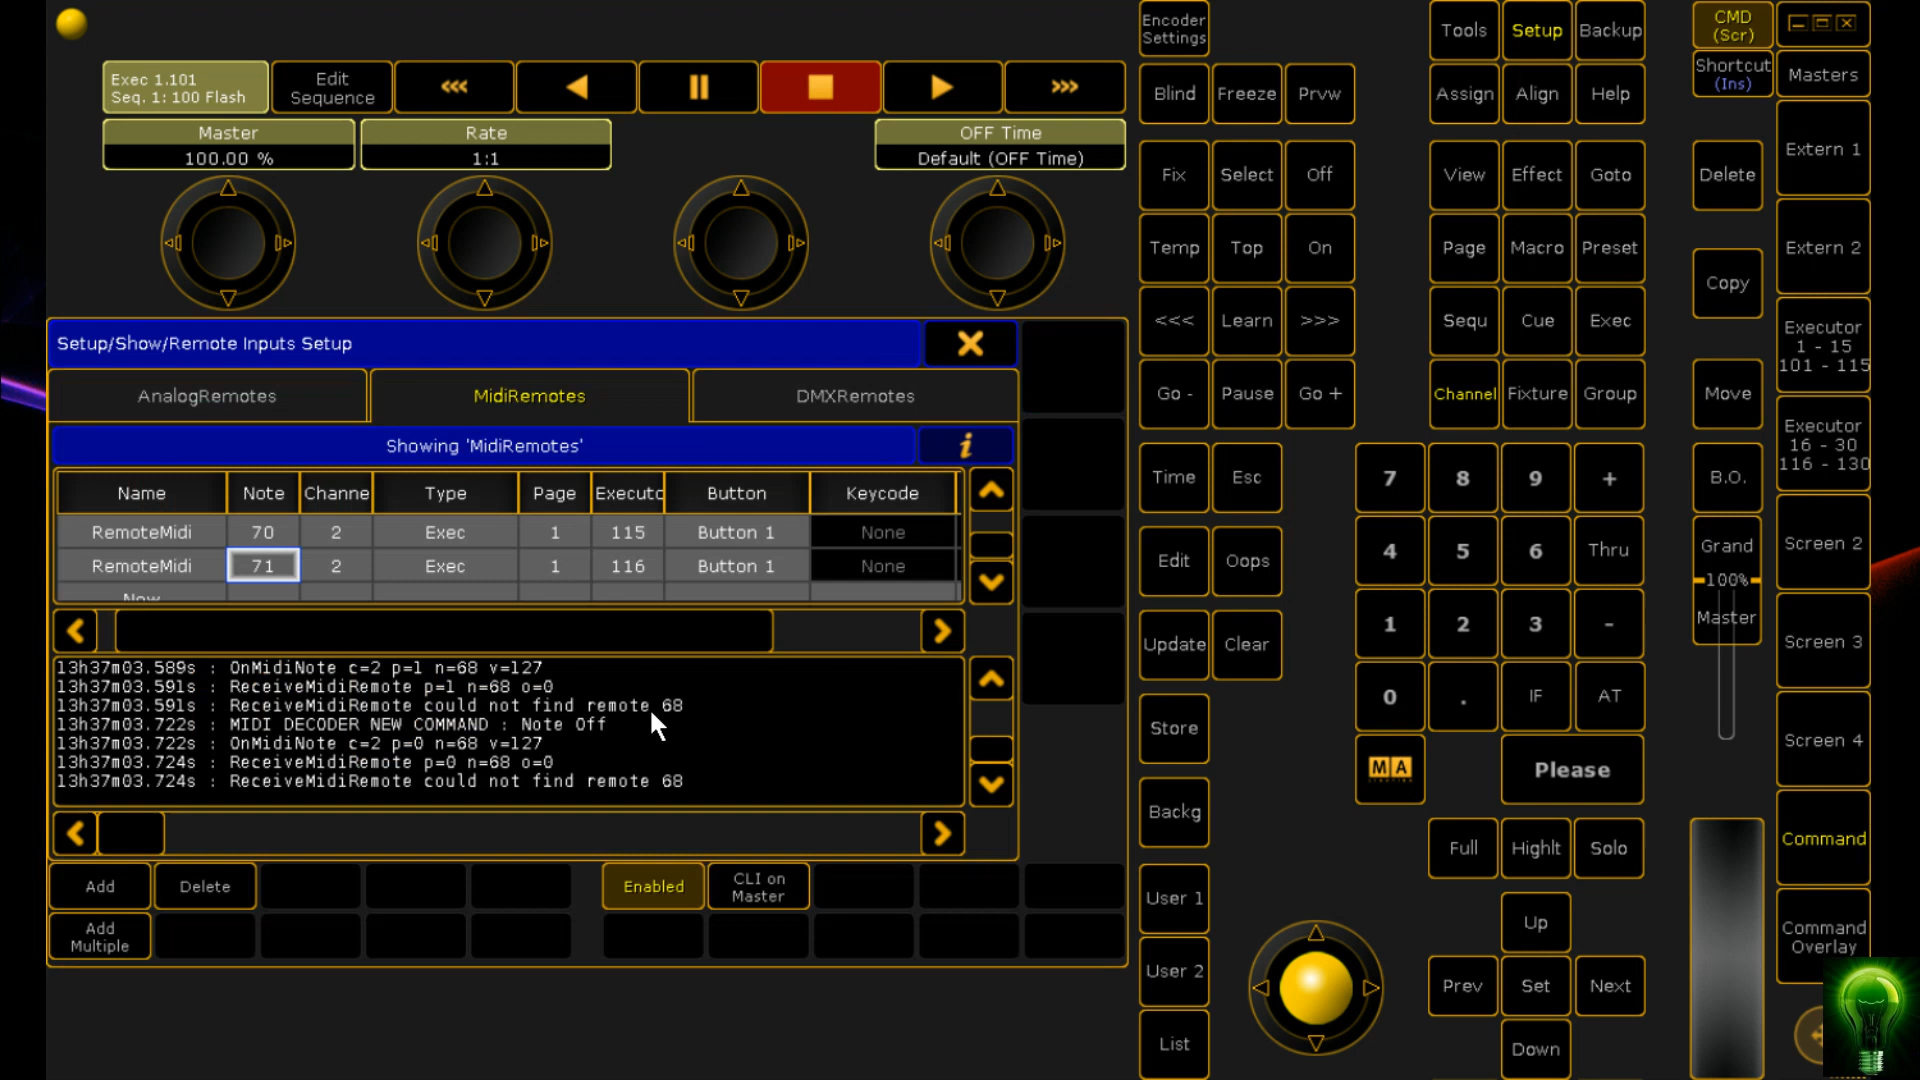 Exec 1.101
Seq. 1: 100 Flash
Edit
Sequence
<<<
>>>
Master
100.00 %
Rate
1:1
OFF Time
Default (OFF Time)
Setup/Show/Remote Inputs Setup
AnalogRemotes
MidiRemotes
DMXRemotes
Showing 'MidiRemotes'
i
Name Note Channe Type Page Executo Button Keycode
RemoteMidi 70 2 Exec 1 115 Button 1 None
RemoteMidi 71 2 Exec 1 116 Button 1 None
New
13h37m03.589s : OnMidiNote c=2 p=1 n=68 v=127
13h37m03.591s : ReceiveMidiRemote p=1 n=68 o=0
13h37m03.591s : ReceiveMidiRemote could not find remote 68
13h37m03.722s : MIDI DECODER NEW COMMAND : Note Off
13h37m03.722s : OnMidiNote c=2 p=0 n=68 v=127
13h37m03.724s : ReceiveMidiRemote p=0 n=68 o=0
13h37m03.724s : ReceiveMidiRemote could not find remote 68
Add
Delete
Enabled
CLI on
Master
Add
Multiple
Encoder
Settings
Blind Freeze Prvw
Fix Select Off
Temp Top On
<<< Learn >>>
Go - Pause Go +
Time Esc
Edit Oops
Update Clear
Store
Backg
User 1
User 2
List
Tools Setup Backup
Assign Align Help
View Effect Goto
Page Macro Preset
Sequ Cue Exec
Channel Fixture Group
7 8 9 +
4 5 6 Thru
1 2 3 -
0 . IF AT
MA
Please
Full Highlt Solo
Up
Prev Set Next
Down
CMD
(Scr)
Shortcut
(Ins)
Delete
Copy
Move
B.O.
Grand
100%
Master
Masters
Extern 1
Extern 2
Executor
1 - 15
101 - 115
Executor
16 - 30
116 - 130
Screen 2
Screen 3
Screen 4
Command
Command
Overlay